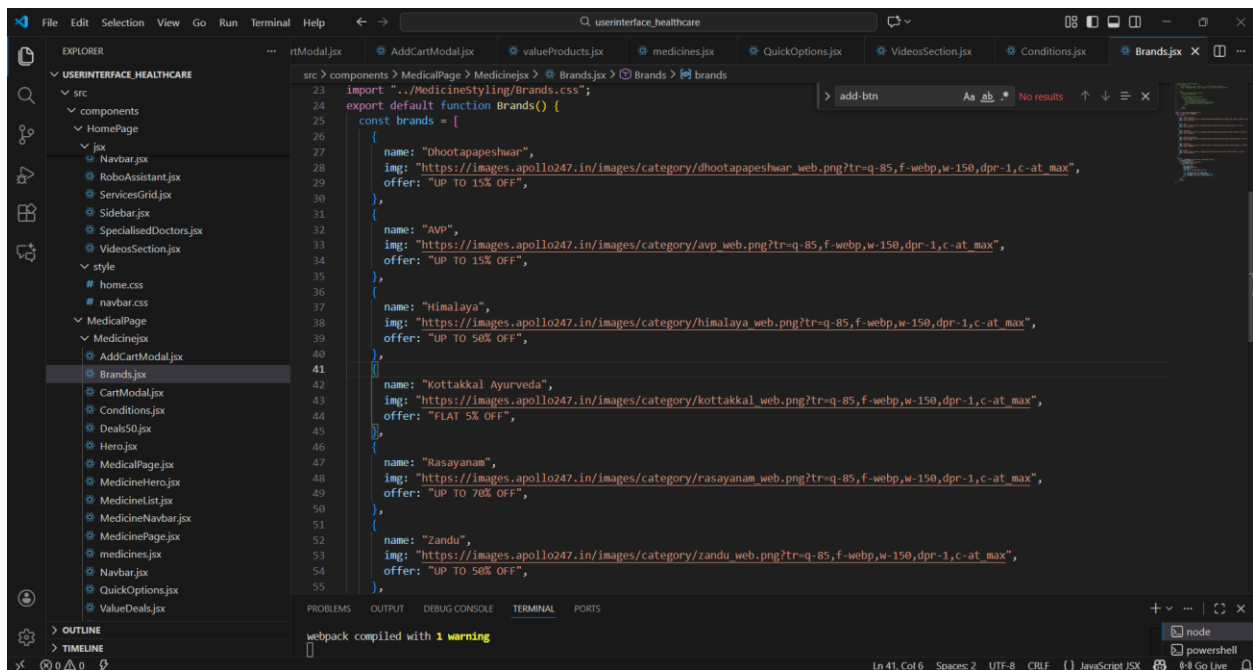 File Edit Selection View Go Run Terminal Help
userinterface_healthcare
EXPLORER
USERINTERFACE_HEALTHCARE
src
components
HomePage
jsx
Navbar.jsx
RoboAssistant.jsx
ServicesGrid.jsx
Sidebar.jsx
SpecialisedDoctors.jsx
VideosSection.jsx
style
# home.css
# navbar.css
MedicalPage
Medicinejsx
AddCartModal.jsx
Brands.jsx
CartModal.jsx
Conditions.jsx
Deals50.jsx
Hero.jsx
MedicalPage.jsx
MedicineHero.jsx
MedicineList.jsx
MedicineNavbar.jsx
MedicinePage.jsx
medicines.jsx
Navbar.jsx
QuickOptions.jsx
ValueDeals.jsx
OUTLINE
TIMELINE
rtModal.jsx AddCartModal.jsx valueProducts.jsx medicines.jsx QuickOptions.jsx VideosSection.jsx Conditions.jsx Brands.jsx
src > components > MedicalPage > Medicinejsx > Brands.jsx > Brands > brands
add-btn Aa ab .* No results
23 import "../MedicineStyling/Brands.css";
24 export default function Brands() {
25 const brands = [
26 {
27 name: "Dhootapapeshwar",
28 img: "https://images.apollo247.in/images/category/dhootapapeshwar_web.png?tr=q-85,f-webp,w-150,dpr-1,c-at_max",
29 offer: "UP TO 15% OFF",
30 },
31 {
32 name: "AVP",
33 img: "https://images.apollo247.in/images/category/avp_web.png?tr=q-85,f-webp,w-150,dpr-1,c-at_max",
34 offer: "UP TO 15% OFF",
35 },
36 {
37 name: "Himalaya",
38 img: "https://images.apollo247.in/images/category/himalaya_web.png?tr=q-85,f-webp,w-150,dpr-1,c-at_max",
39 offer: "UP TO 50% OFF",
40 },
41 {
42 name: "Kottakkal Ayurveda",
43 img: "https://images.apollo247.in/images/category/kottakkal_web.png?tr=q-85,f-webp,w-150,dpr-1,c-at_max",
44 offer: "FLAT 5% OFF",
45 },
46 {
47 name: "Rasayanam",
48 img: "https://images.apollo247.in/images/category/rasayanam_web.png?tr=q-85,f-webp,w-150,dpr-1,c-at_max",
49 offer: "UP TO 70% OFF",
50 },
51 {
52 name: "Zandu",
53 img: "https://images.apollo247.in/images/category/zandu_web.png?tr=q-85,f-webp,w-150,dpr-1,c-at_max",
54 offer: "UP TO 50% OFF",
55 },
PROBLEMS OUTPUT DEBUG CONSOLE TERMINAL PORTS
webpack compiled with 1 warning
node
powershell
0 0 0 Ln 41, Col 6 Spaces: 2 UTF-8 CRLF {} JavaScript JSX Go Live